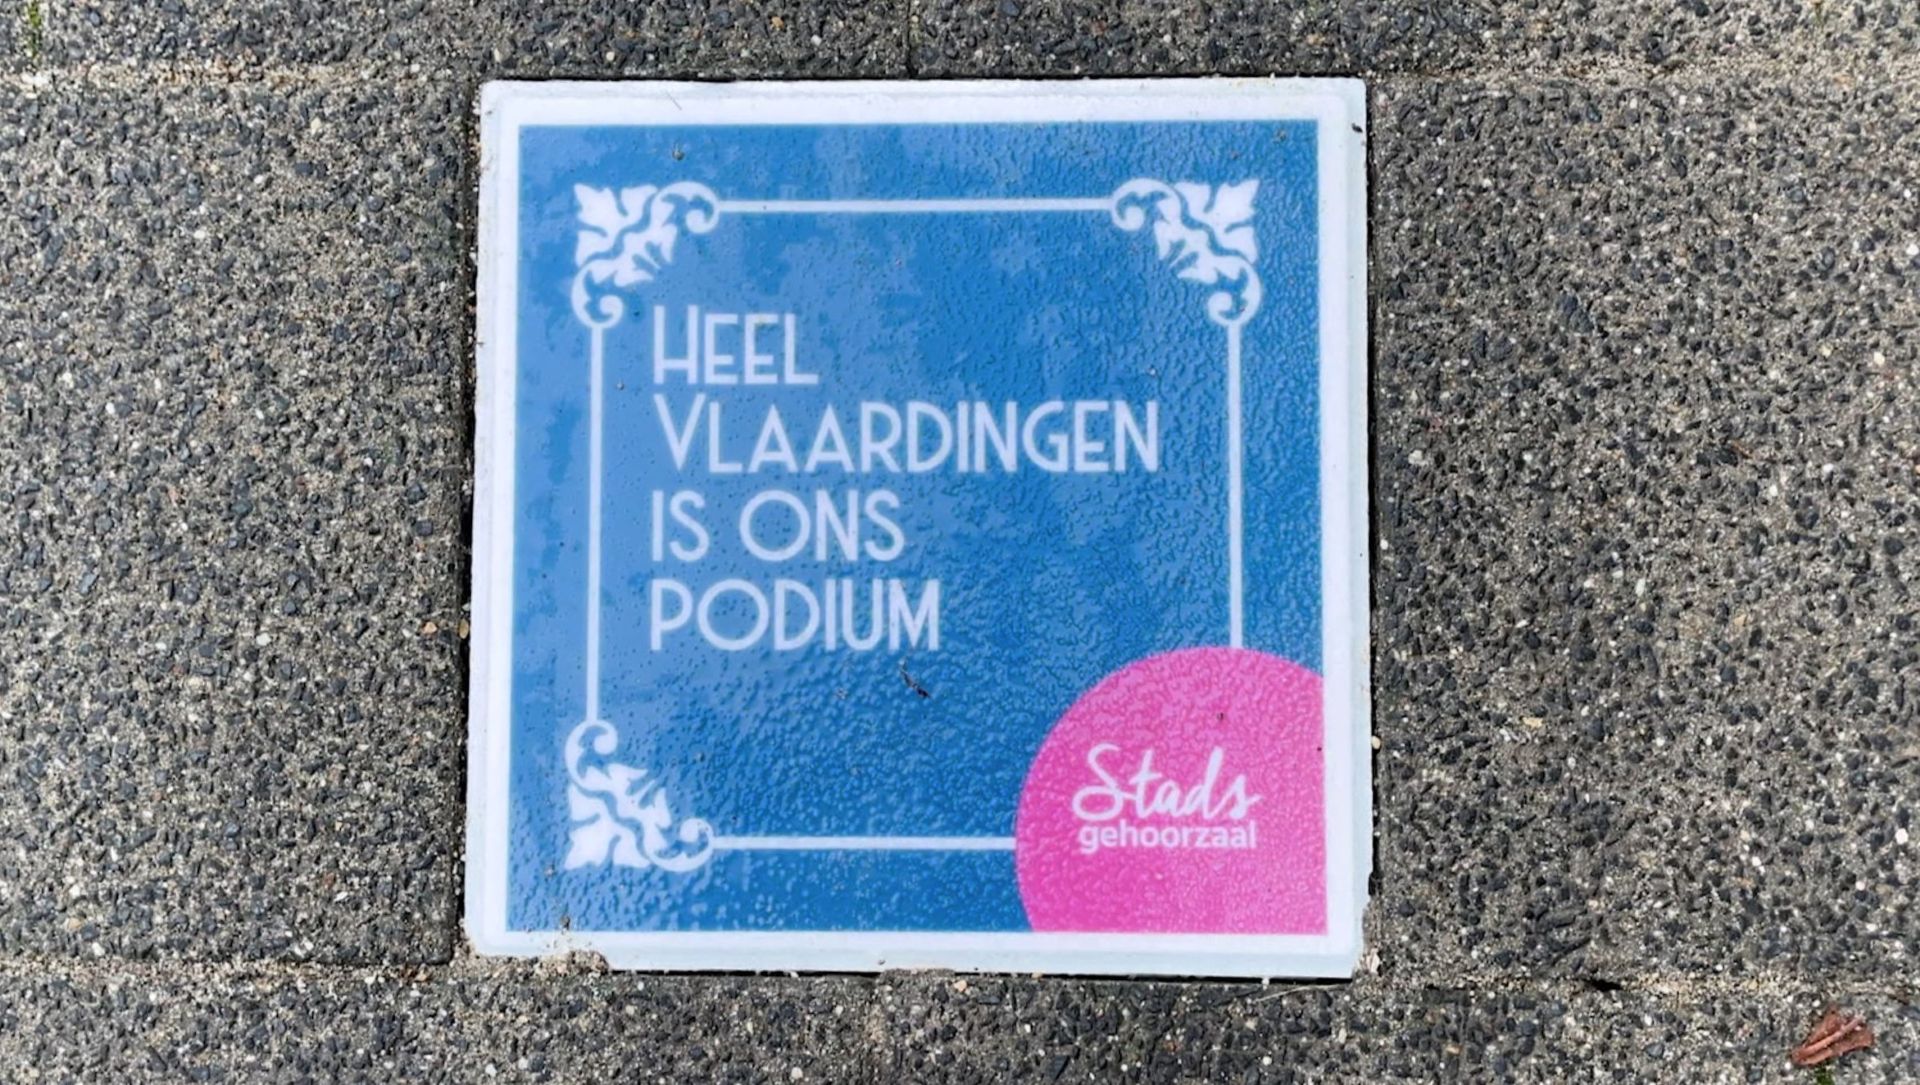 HEEL
VLAARDINGEN
IS ONS
PODIUM
Stads
gehoorzaal